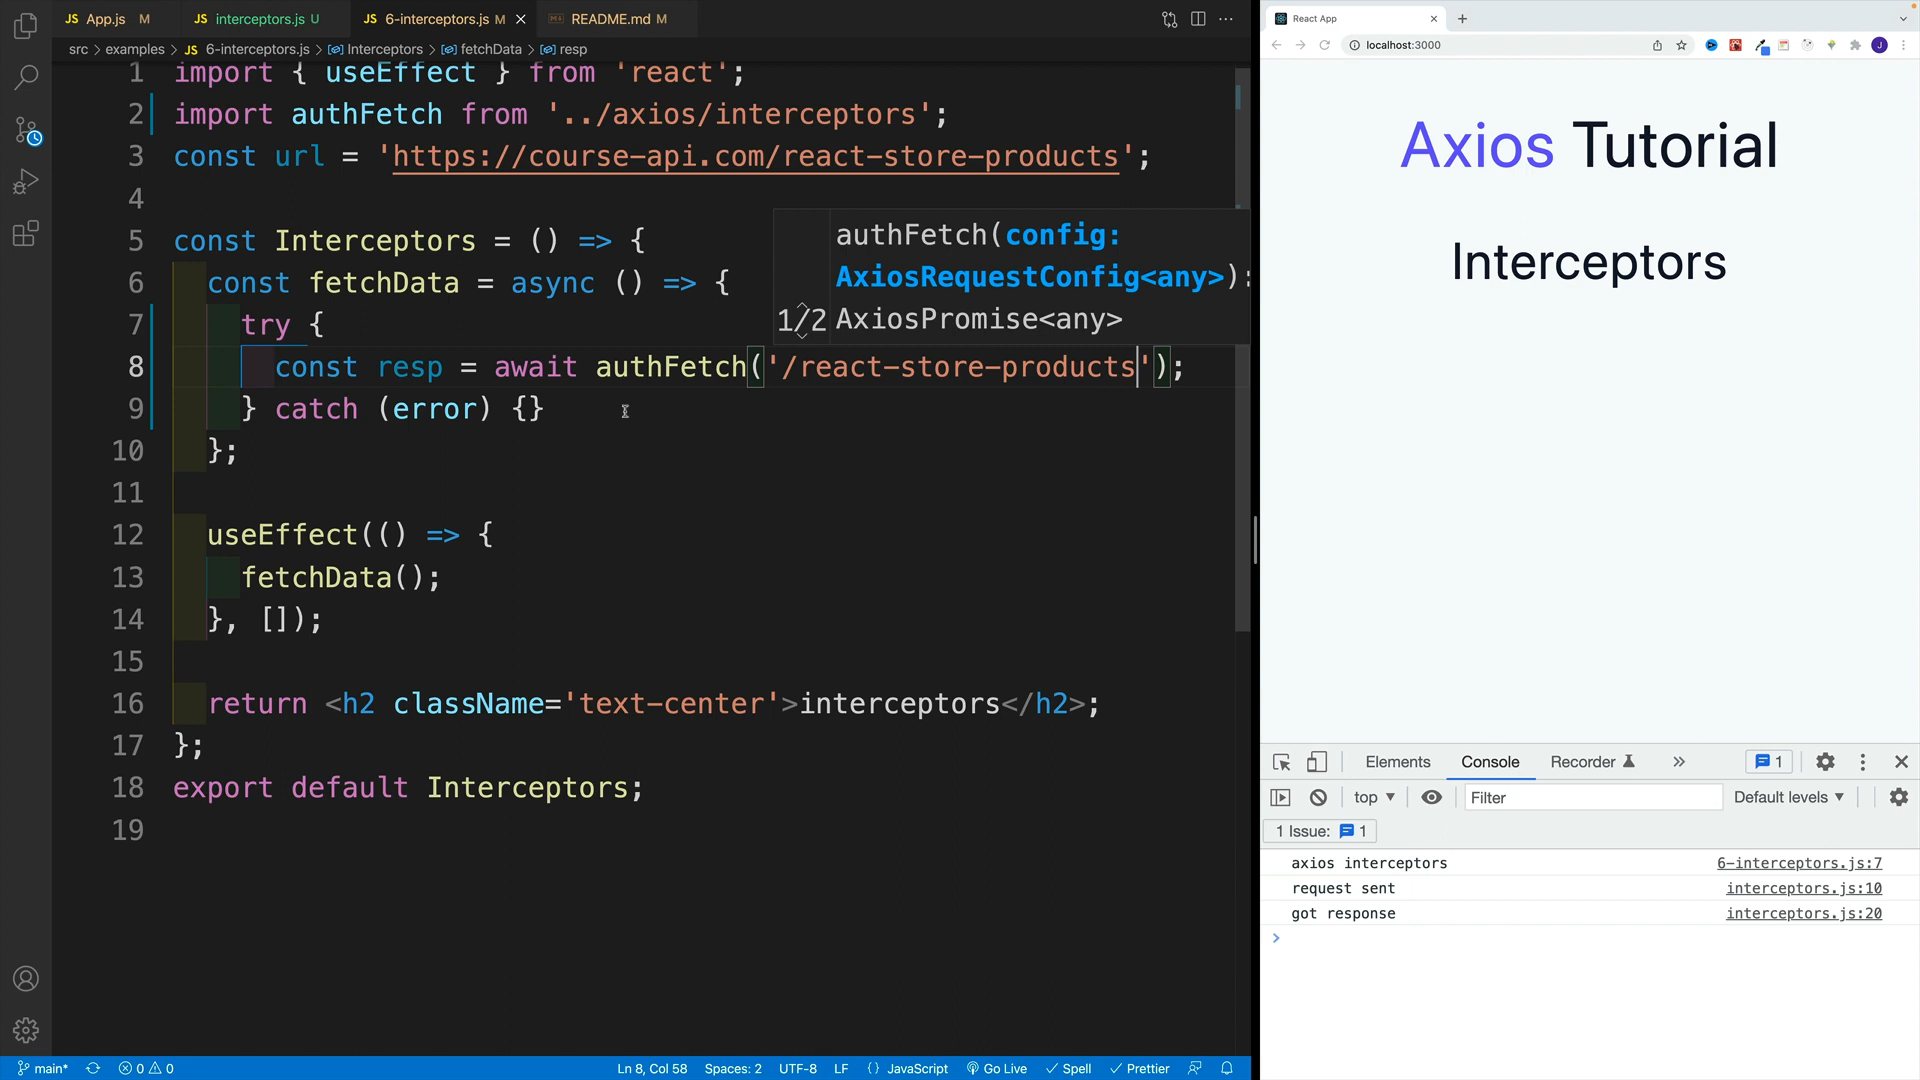 JS App.js M
JS interceptors.js U
JS 6-interceptors.js M
README.md M
src > examples > JS 6-interceptors.js > Interceptors > fetchData > resp
1 import { useEffect } from 'react';
2 import authFetch from '../axios/interceptors';
3 const url = 'https://course-api.com/react-store-products';
4
5 const Interceptors = () => {
6 const fetchData = async () => {
7 try {
8 const resp = await authFetch('/react-store-products');
9 } catch (error) {}
10 };
11
12 useEffect(() => {
13 fetchData();
14 }, []);
15
16 return <h2 className='text-center'>interceptors</h2>;
17 };
18 export default Interceptors;
19
authFetch(config:
AxiosRequestConfig<any>):
1/2 AxiosPromise<any>
main* 0 0 Ln 8, Col 58 Spaces: 2 UTF-8 LF {} JavaScript Go Live Spell Prettier
React App
localhost:3000
J
Axios Tutorial
Interceptors
Elements Console Recorder 1
top Filter Default levels
1 Issue: 1
axios interceptors 6-interceptors.js:7
request sent interceptors.js:10
got response interceptors.js:20